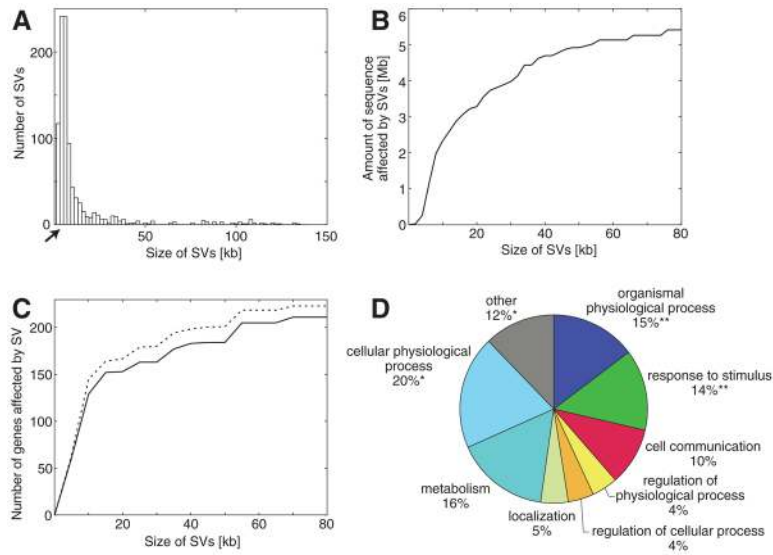 A
200
100
0
Number of SVs
50
100
150
Size of SVs [kb]
B
6
5
4
3
2
1
0
Amount of sequence
affected by SVs [Mb]
20
40
60
80
Size of SVs [kb]
C
200
150
100
50
0
Number of genes affected by SV
20
40
60
80
Size of SVs [kb]
D
other
12%*
organismal
physiological process
15%**
cellular physiological
process
20%*
response to stimulus
14%**
cell communication
10%
metabolism
16%
regulation of
physiological process
4%
localization
5%
regulation of cellular process
4%